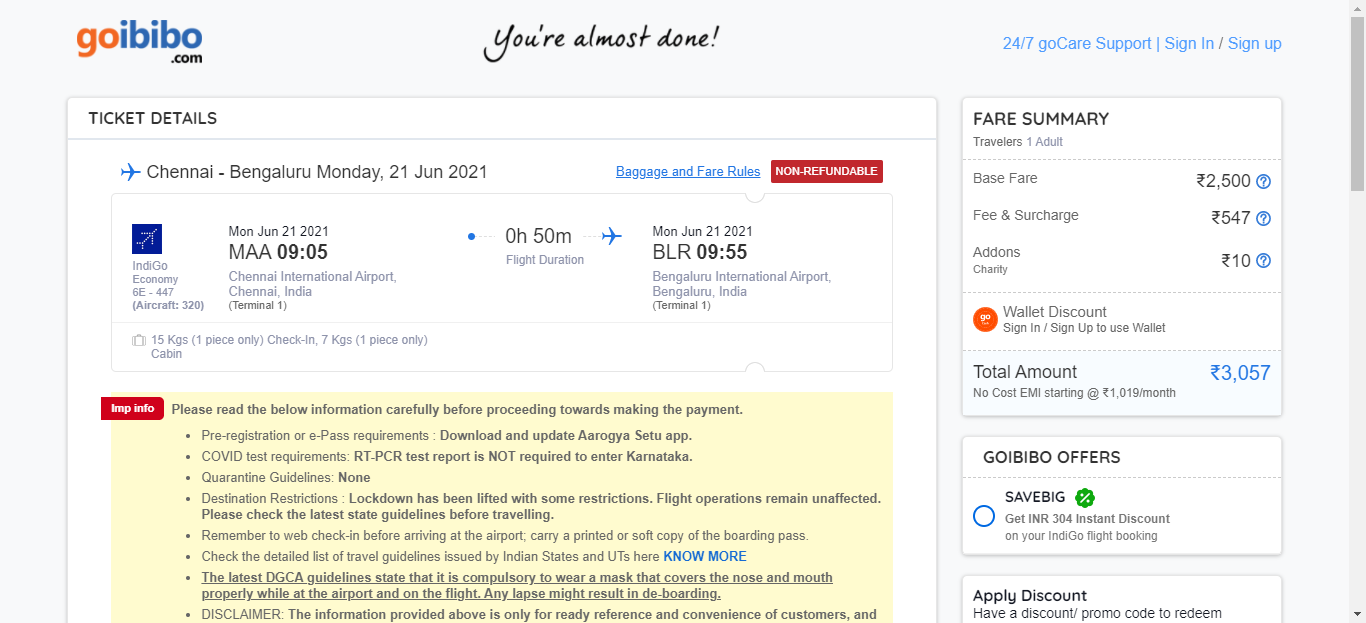 goibibo
.com
You're almost done!
24/7 goCare Support | Sign In / Sign up
TICKET DETAILS
Chennai - Bengaluru Monday, 21 Jun 2021
Baggage and Fare Rules
NON-REFUNDABLE
IndiGo
Economy
6E - 447
(Aircraft: 320)
Mon Jun 21 2021
MAA 09:05
Chennai International Airport,
Chennai, India
(Terminal 1)
0h 50m
Flight Duration
Mon Jun 21 2021
BLR 09:55
Bengaluru International Airport,
Bengaluru, India
(Terminal 1)
15 Kgs (1 piece only) Check-In, 7 Kgs (1 piece only)
Cabin
Imp info
Please read the below information carefully before proceeding towards making the payment.
Pre-registration or e-Pass requirements : Download and update Aarogya Setu app.
COVID test requirements: RT-PCR test report is NOT required to enter Karnataka.
Quarantine Guidelines: None
Destination Restrictions : Lockdown has been lifted with some restrictions. Flight operations remain unaffected.
Please check the latest state guidelines before travelling.
Remember to web check-in before arriving at the airport; carry a printed or soft copy of the boarding pass.
Check the detailed list of travel guidelines issued by Indian States and UTs here KNOW MORE
The latest DGCA guidelines state that it is compulsory to wear a mask that covers the nose and mouth
properly while at the airport and on the flight. Any lapse might result in de-boarding.
DISCLAIMER: The information provided above is only for ready reference and convenience of customers, and
FARE SUMMARY
Travelers 1 Adult
Base Fare ₹2,500 ?
Fee & Surcharge ₹547 ?
Addons ₹10 ?
Charity
go
Wallet Discount
Sign In / Sign Up to use Wallet
Total Amount ₹3,057
No Cost EMI starting @ ₹1,019/month
GOIBIBO OFFERS
SAVEBIG %
Get INR 304 Instant Discount
on your IndiGo flight booking
Apply Discount
Have a discount/ promo code to redeem